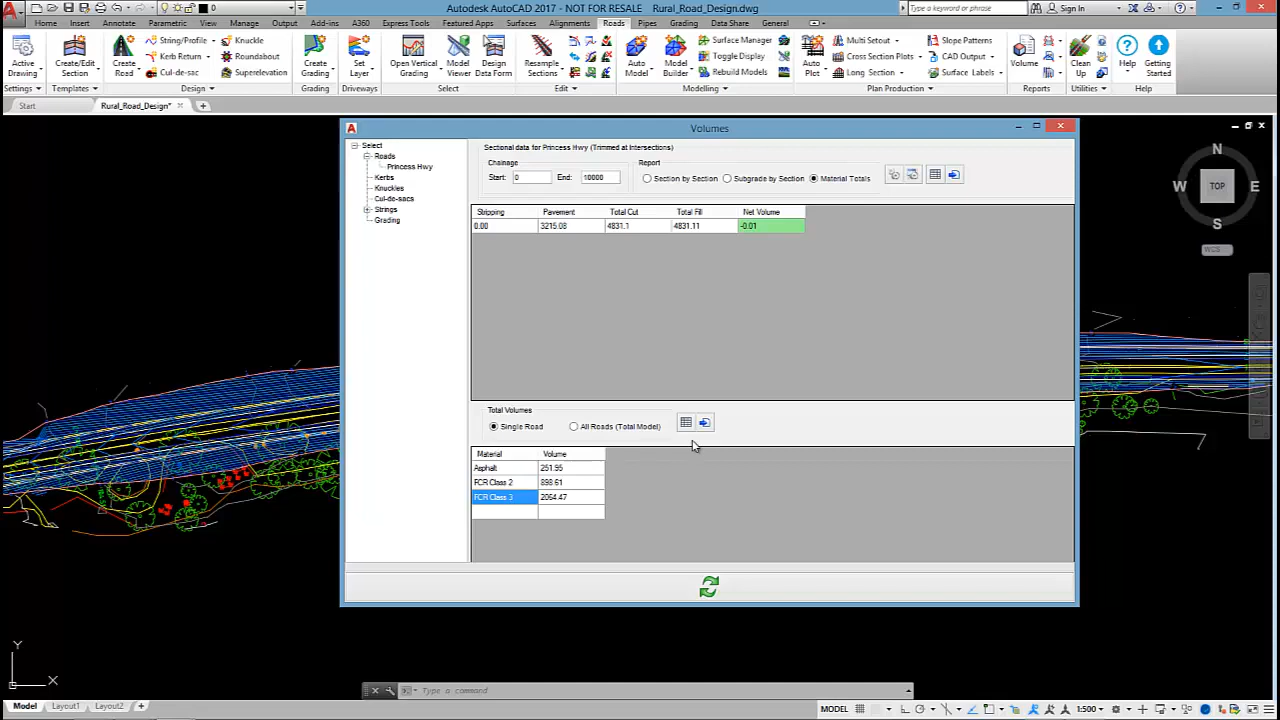 Autodesk AutoCAD 2017 - NOT FOR RESALE Rural_Road_Design.dwg
0
Type a keyword or phrase
Sign In
Home Insert Annotate Parametric View Manage Output Add-ins A360 Express Tools Featured Apps Surfaces Alignments Roads Pipes Grading Data Share General
Active Drawing
Create/Edit Section
Create Road
String/Profile
Kerb Return
Cul-de-sac
Knuckle
Roundabout
Superelevation
Create Grading
Set Layer
Open Vertical Grading
Model Viewer
Design Data Form
Resample Sections
Auto Model
Model Builder
Surface Manager
Toggle Display
Rebuild Models
Auto Plot
Multi Setout
Cross Section Plots
Long Section
Slope Patterns
CAD Output
Surface Labels
Volume
Clean Up
Help
Getting Started
Settings Templates Design Grading Driveways Select Edit Modelling Plan Production Reports Utilities Help
Start Rural_Road_Design*
Volumes
Select
Roads
Princess Hwy
Kerbs
Knuckles
Cul-de-sacs
Strings
Grading
Sectional data for Princess Hwy (Trimmed at Intersections)
Chainage
Start: 0 End: 10000
Report
Section by Section Subgrade by Section Material Totals
Stripping Pavement Total Cut Total Fill Net Volume
0.00 3215.08 4831.1 4831.11 -0.01
Total Volumes
Single Road All Roads (Total Model)
Material Volume
Asphalt 251.95
FCR Class 2 898.61
FCR Class 3 2064.47
N
W TOP E
S
WCS
Y
X
Type a command
Model Layout1 Layout2
MODEL
1:500